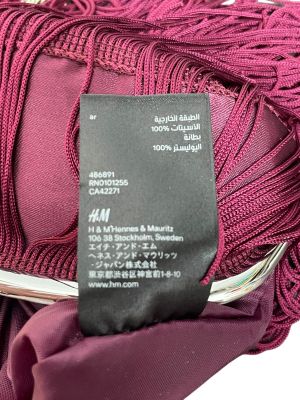 ar
الطبقة الخارجية
100% الاسيتات
بطانة
100% البوليستر
486891
RN0101255
CA42271
H&M
H & M Hennes & Mauritz
106 38 Stockholm, Sweden
エイチ・アンド・エム
ヘネス・アンド・マウリッツ
・ジャパン株式会社
東京都渋谷区神宮前1-8-10
www.hm.com